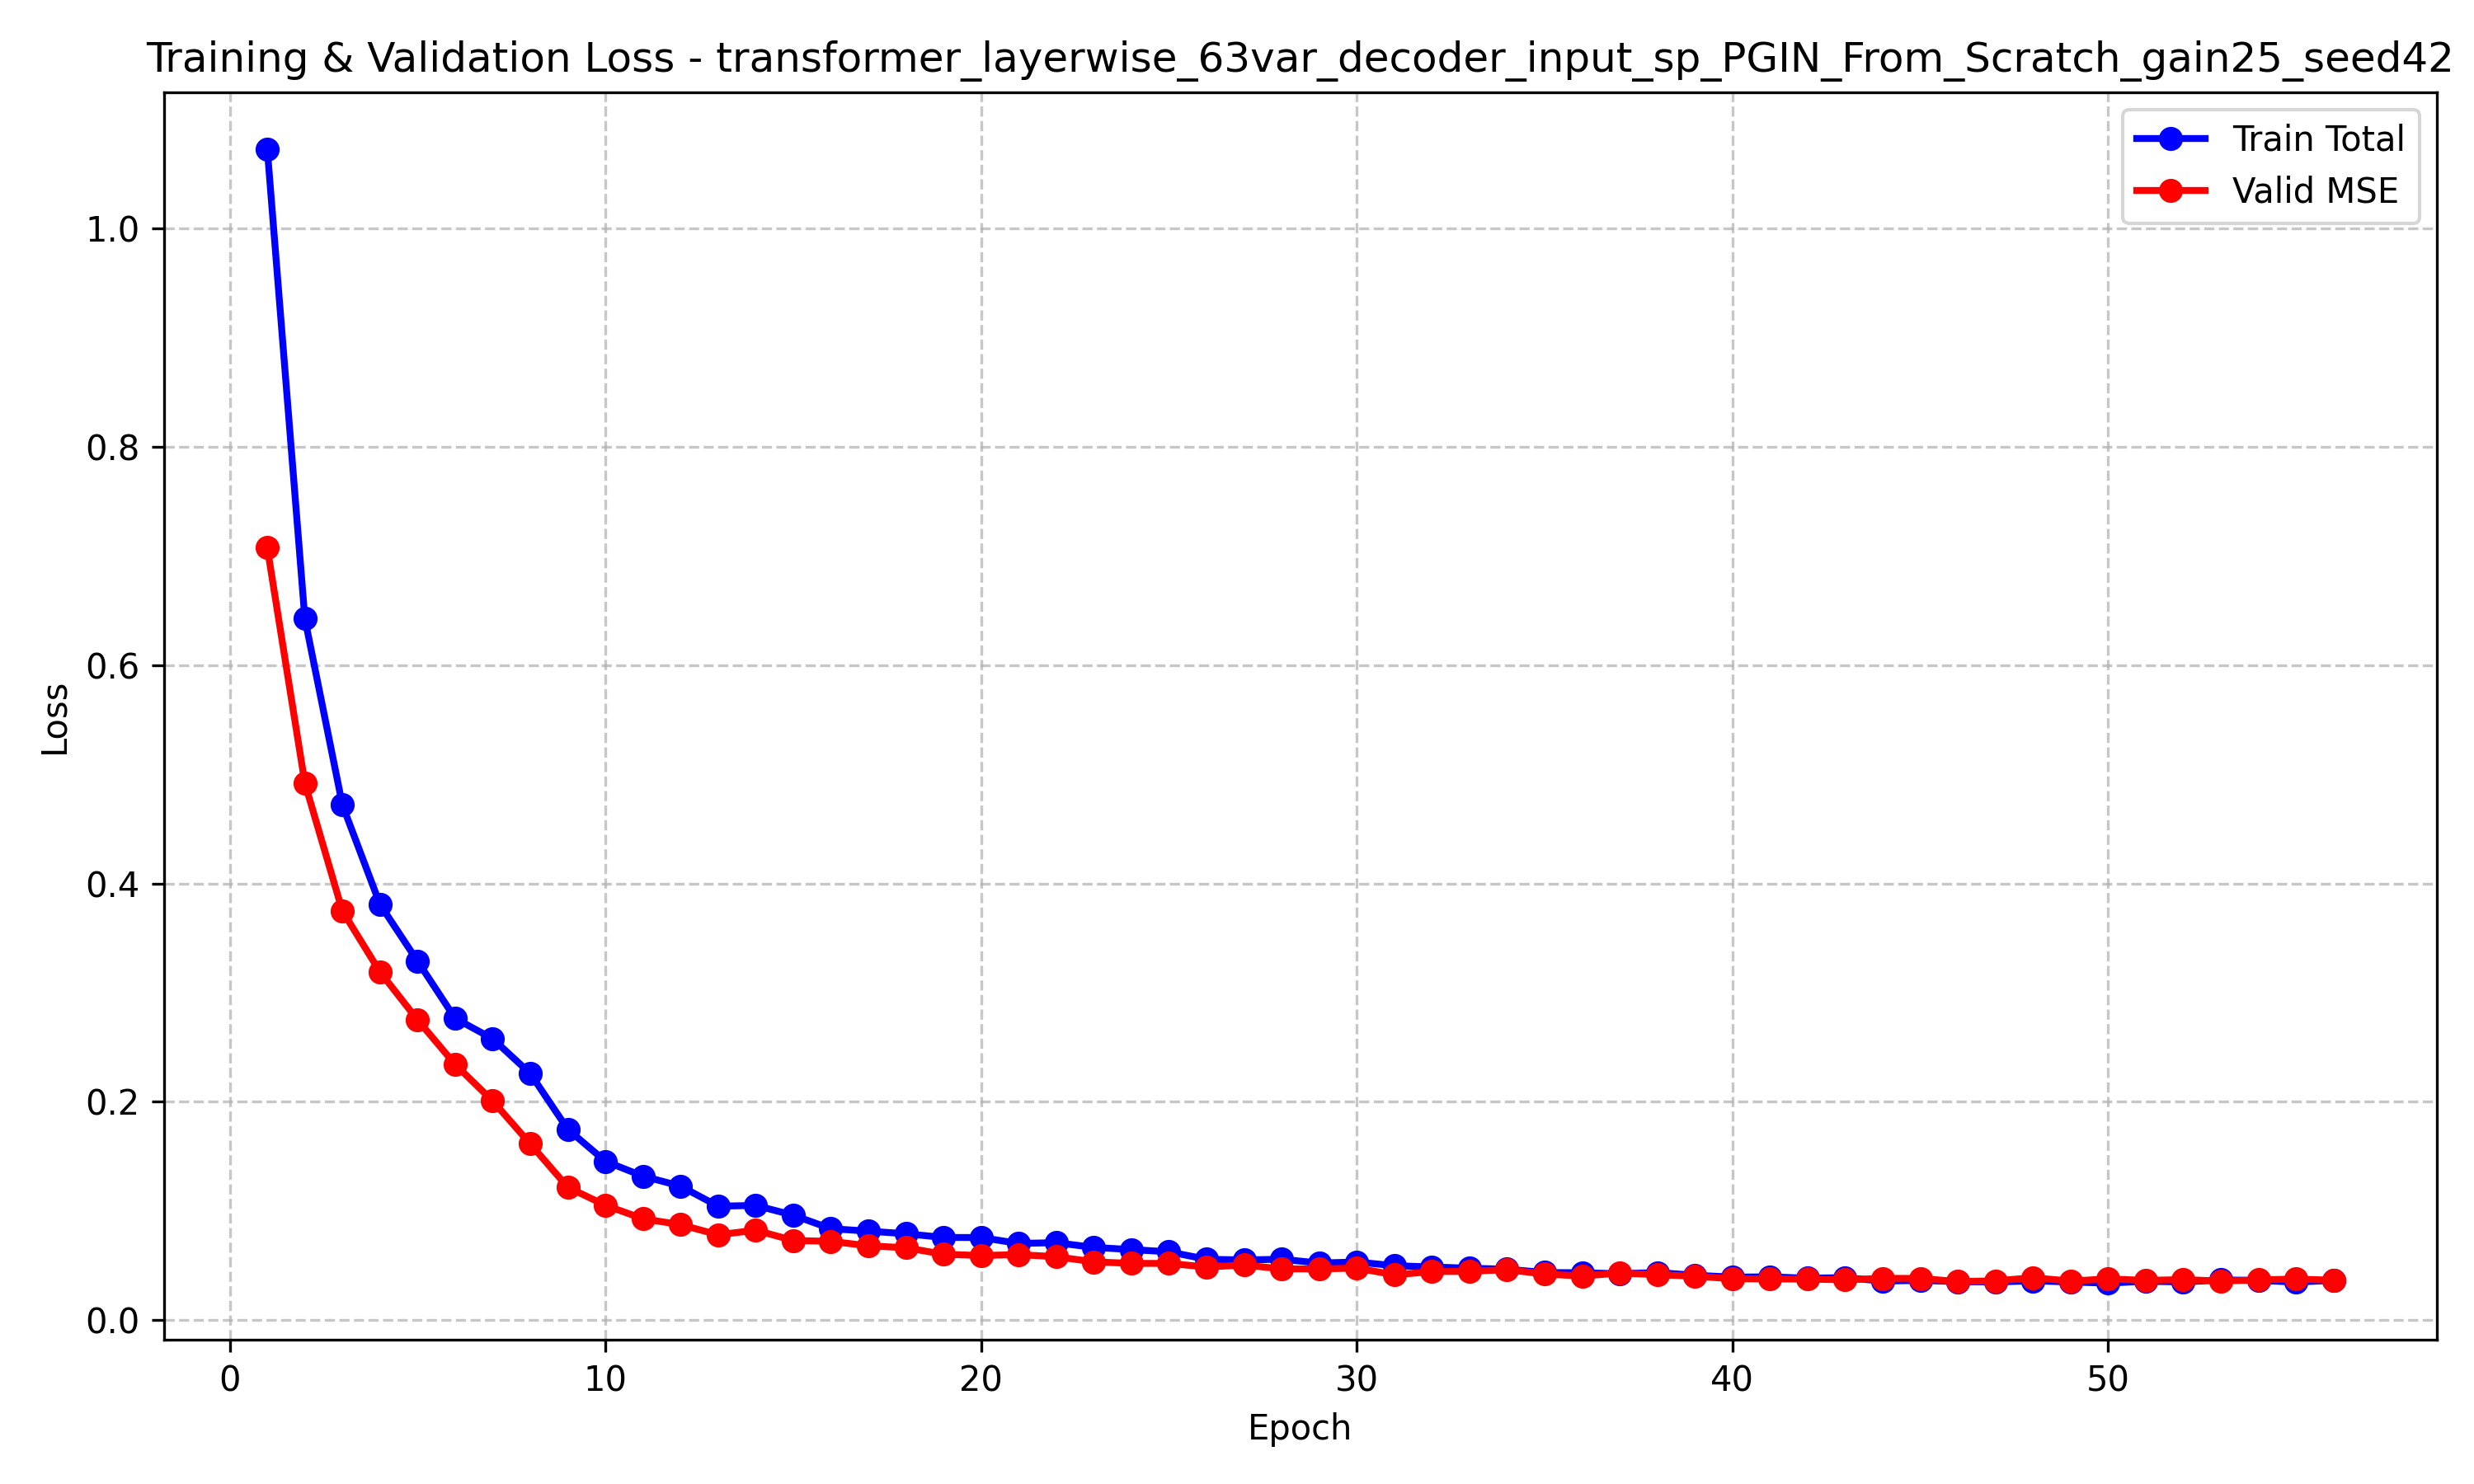 Training & Validation Loss - transformer_layerwise_63var_decoder_input_sp_PGIN_From_Scratch_gain25_seed42
Train Total
Valid MSE
1.0
0.8
0.6
0.4
0.2
0.0
Loss
0 10 20 30 40 50
Epoch